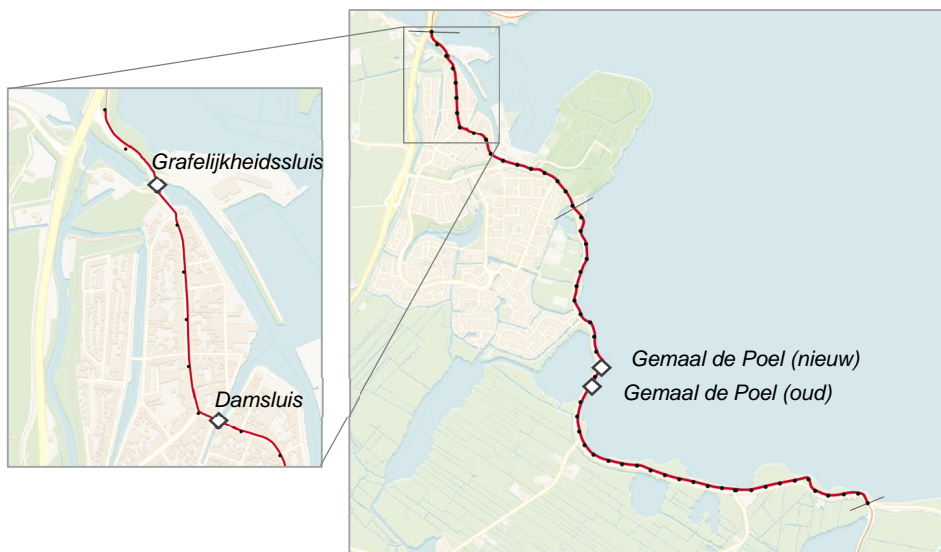 Grafelijkheidssluis
Damsluis
Gemaal de Poel (nieuw)
Gemaal de Poel (oud)